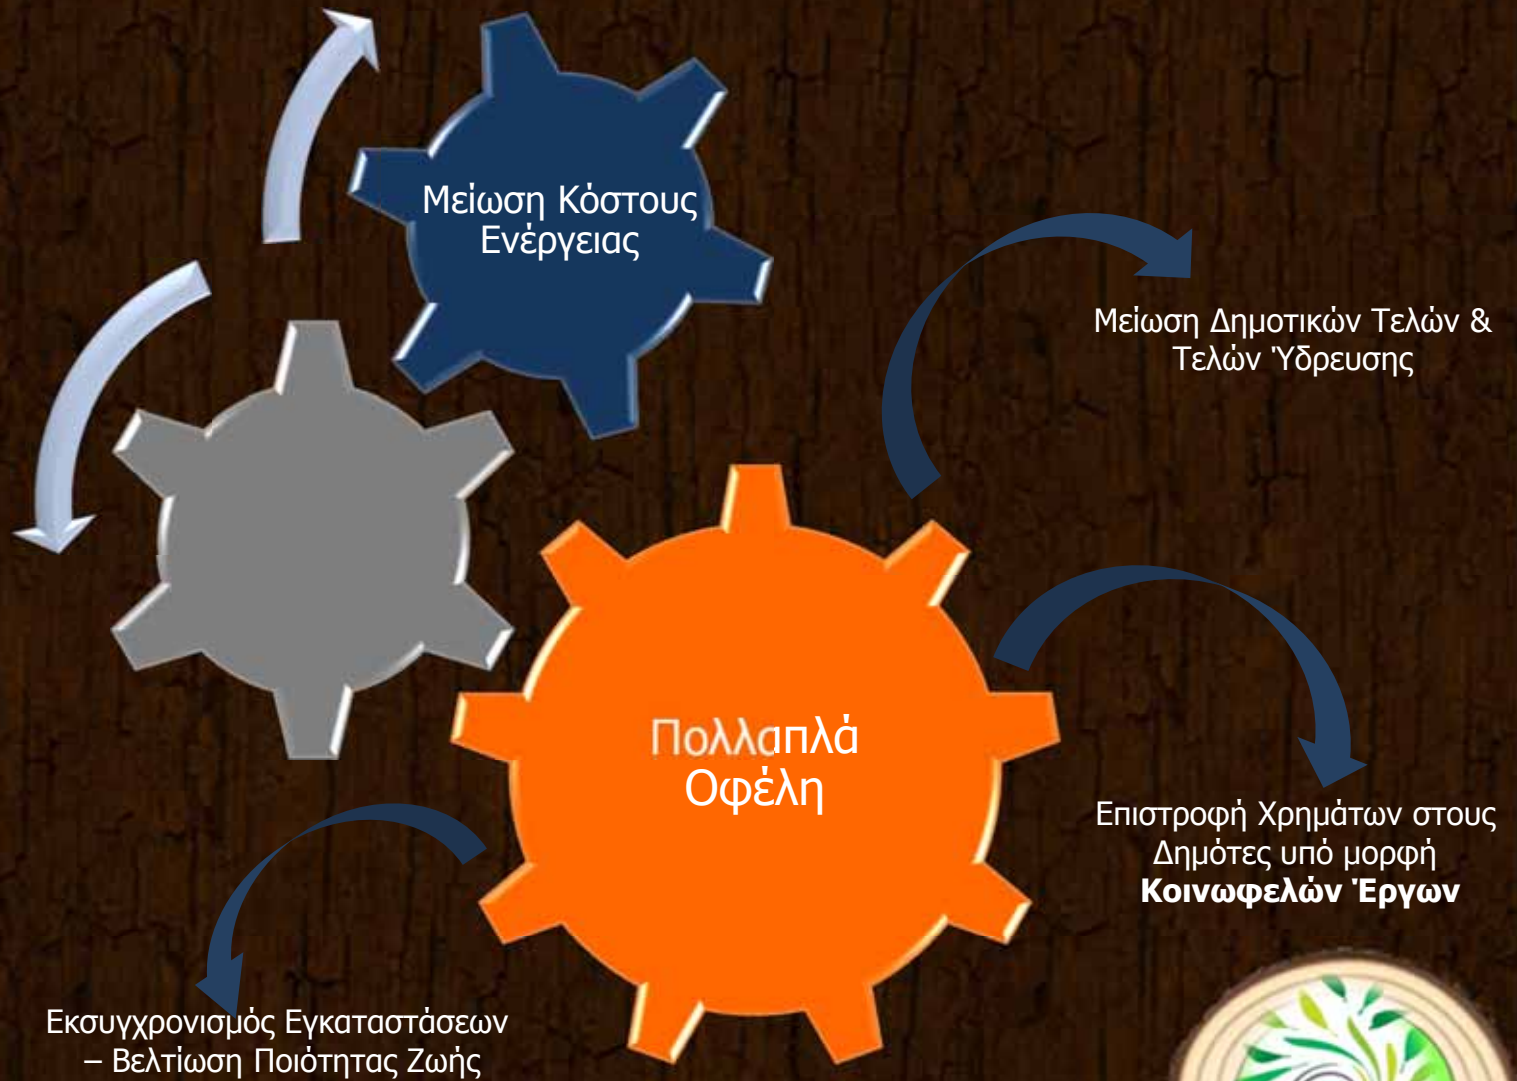 Μείωση Κόστους
Ενέργειας
Μείωση Δημοτικών Τελών &
Τελών Ύδρευσης
Πολλαπλά
Οφέλη
Επιστροφή Χρημάτων στους
Δημότες υπό μορφή
Κοινωφελών Έργων
Εκσυγχρονισμός Εγκαταστάσεων
– Βελτίωση Ποιότητας Ζωής